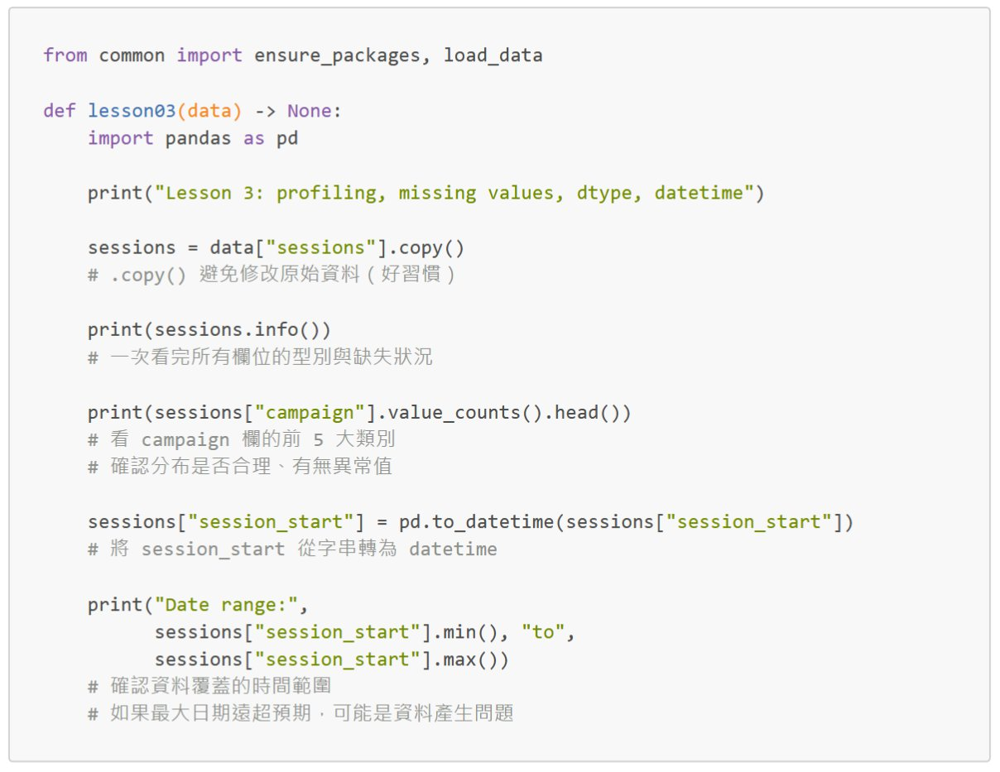 from common import ensure_packages, load_data
def lesson03(data) -> None:
import pandas as pd
print("Lesson 3: profiling, missing values, dtype, datetime")
sessions = data["sessions"].copy()
# .copy() 避免修改原始資料（好習慣）
print(sessions.info())
# 一次看完所有欄位的型別與缺失狀況
print(sessions["campaign"].value_counts().head())
# 看 campaign 欄的前 5 大類別
# 確認分布是否合理、有無異常值
sessions["session_start"] = pd.to_datetime(sessions["session_start"])
# 將 session_start 從字串轉為 datetime
print("Date range:",
sessions["session_start"].min(), "to",
sessions["session_start"].max())
# 確認資料覆蓋的時間範圍
# 如果最大日期遠超預期，可能是資料產生問題